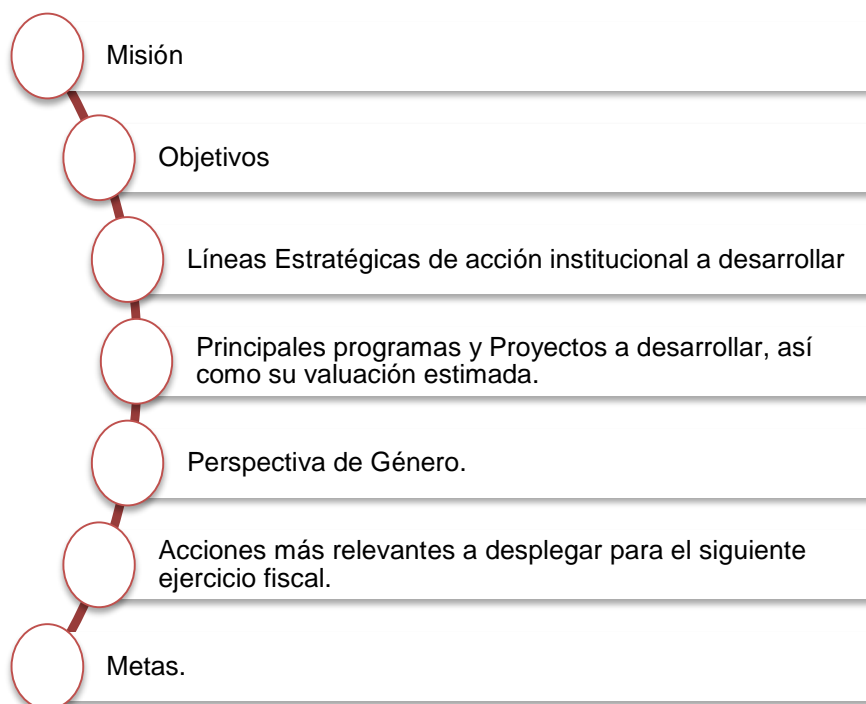 Misión
Objetivos
Líneas Estratégicas de acción institucional a desarrollar
Principales programas y Proyectos a desarrollar, así
como su valuación estimada.
Perspectiva de Género.
Acciones más relevantes a desplegar para el siguiente
ejercicio fiscal.
Metas.